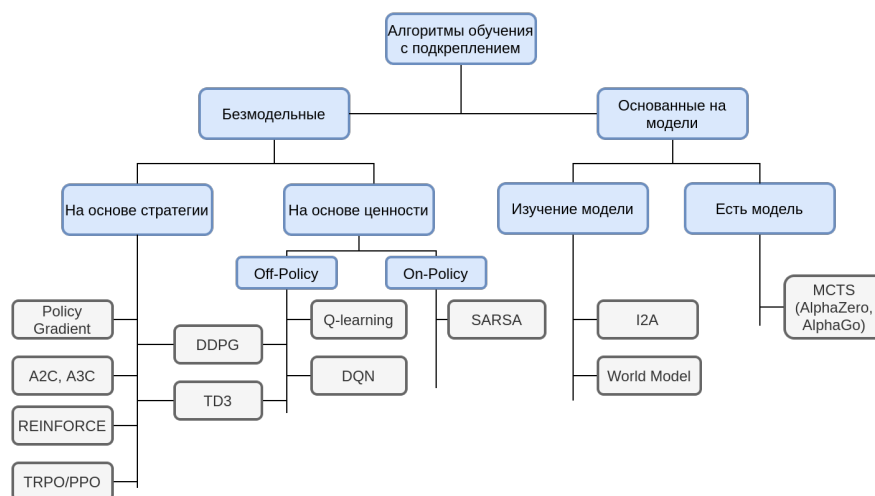 Алгоритмы обучения
с подкреплением
Безмодельные
Основанные на
модели
На основе стратегии
На основе ценности
Изучение модели
Есть модель
Off-Policy
On-Policy
Policy
Gradient
DDPG
Q-learning
SARSA
I2A
MCTS
(AlphaZero,
AlphaGo)
A2C, A3C
TD3
DQN
World Model
REINFORCE
TRPO/PPO